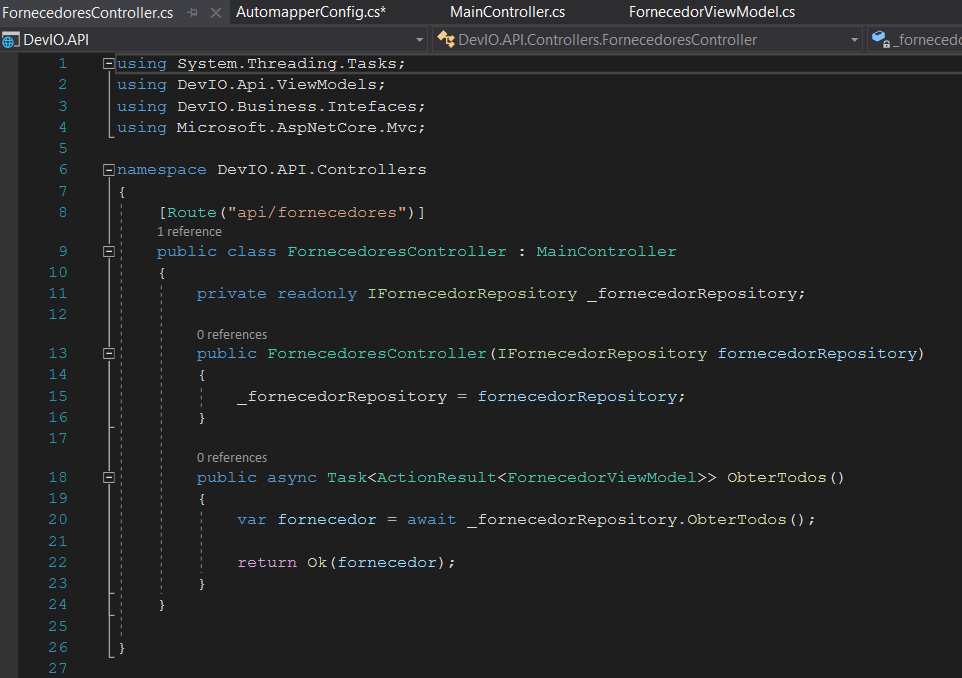 FornecedoresController.cs AutomapperConfig.cs* MainController.cs FornecedorViewModel.cs
DevIO.API DevIO.API.Controllers.FornecedoresController _fornecedo
1 using System.Threading.Tasks;
2 using DevIO.Api.ViewModels;
3 using DevIO.Business.Intefaces;
4 using Microsoft.AspNetCore.Mvc;
5
6 namespace DevIO.API.Controllers
7 {
8 [Route("api/fornecedores")]
1 reference
9 public class FornecedoresController : MainController
10 {
11 private readonly IFornecedorRepository _fornecedorRepository;
12
0 references
13 public FornecedoresController(IFornecedorRepository fornecedorRepository)
14 {
15 _fornecedorRepository = fornecedorRepository;
16 }
17
0 references
18 public async Task<ActionResult<FornecedorViewModel>> ObterTodos()
19 {
20 var fornecedor = await _fornecedorRepository.ObterTodos();
21
22 return Ok(fornecedor);
23 }
24 }
25
26 }
27